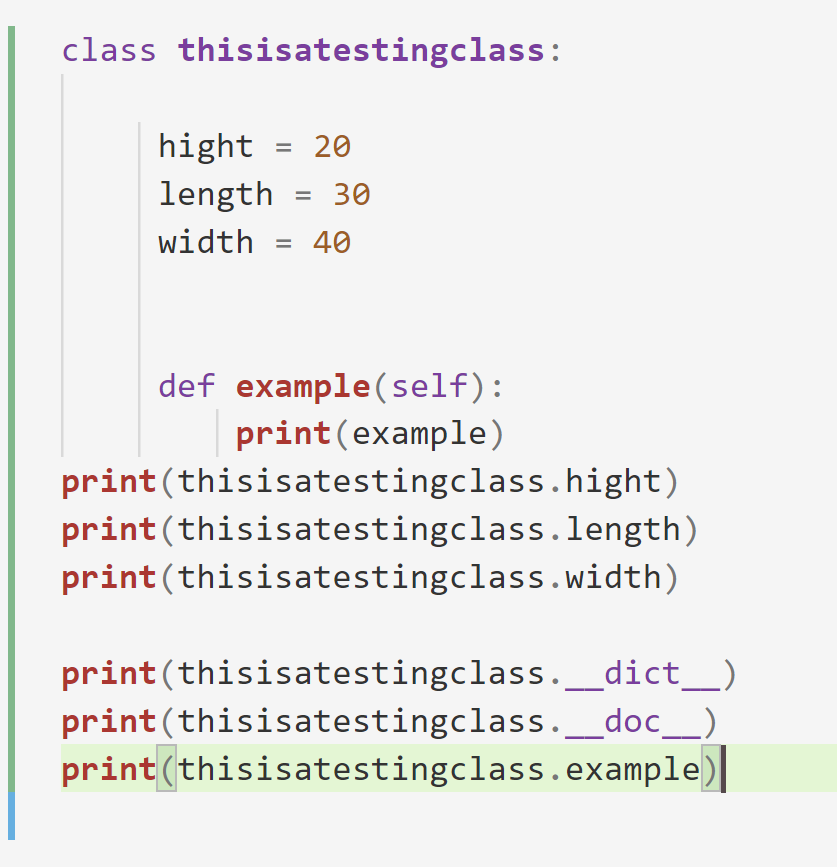 class thisisatestingclass:
hight = 20
length = 30
width = 40
def example(self):
print(example)
print(thisisatestingclass.hight)
print(thisisatestingclass.length)
print(thisisatestingclass.width)
print(thisisatestingclass.__dict__)
print(thisisatestingclass.__doc__)
print(thisisatestingclass.example)